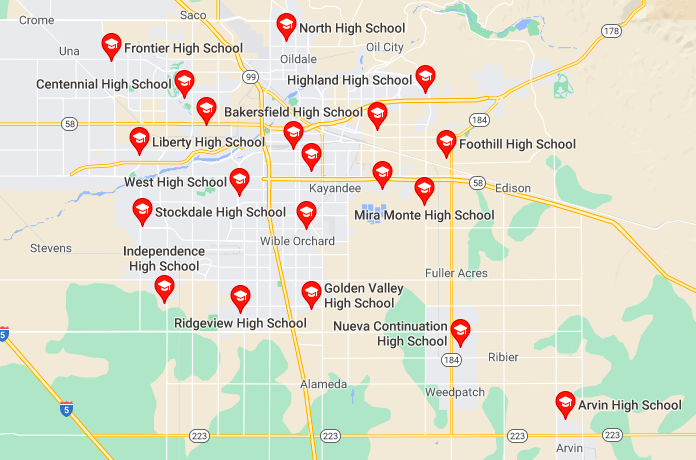 Saco
Crome
North High School
178
Una
Frontier High School
Oil City
Oildale
99
Centennial High School
Highland High School
Bakersfield High School
184
58
Liberty High School
Foothill High School
West High School
Kayandee
58
Edison
Stockdale High School
Mira Monte High School
Wible Orchard
Stevens
Independence
High School
Fuller Acres
Golden Valley
High School
Ridgeview High School
Nueva Continuation
High School
5
184
Ribier
Alameda
Weedpatch
5
Arvin High School
223
223
223
223
Arvin